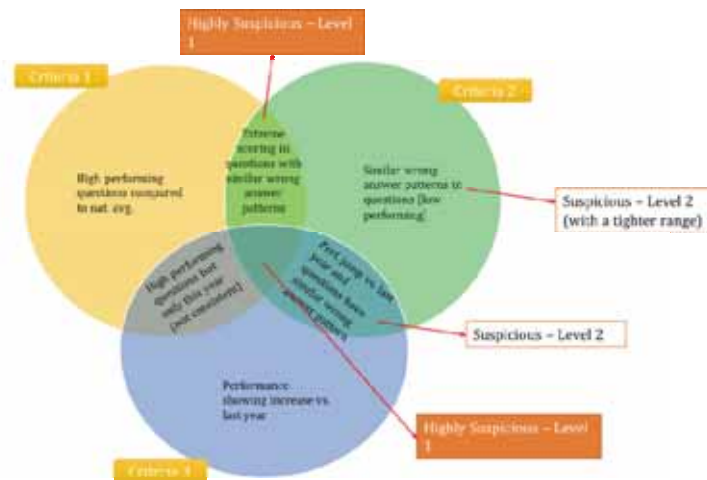 Highly Suspicious – Level
1
Criteria 1
Criteria 2
Extreme
scoring in
questions with
similar wrong
answer
patterns
High performing
questions compared
to nat. avg.
Similar wrong
answer patterns in
questions [low
performing]
Suspicious – Level 2
(with a tighter range)
High performing
questions but
only this year
[not consistent]
Perf. jump vs. last
year and
questions have
similar wrong
answer pattern
Suspicious – Level 2
Performance
showing increase vs.
last year
Highly Suspicious – Level
1
Criteria 3